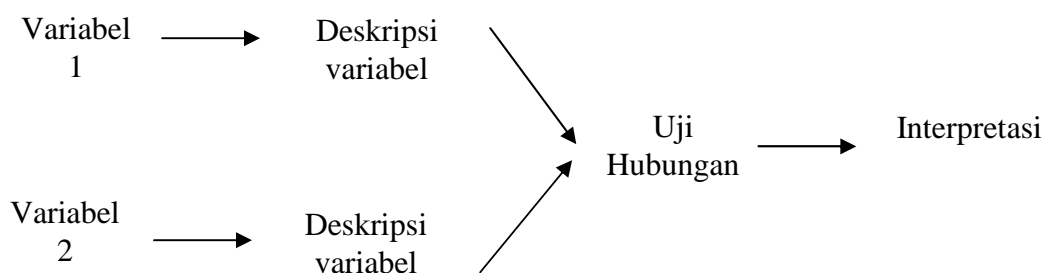 Variabel
1
Deskripsi
variabel
Uji
Hubungan
Interpretasi
Variabel
2
Deskripsi
variabel